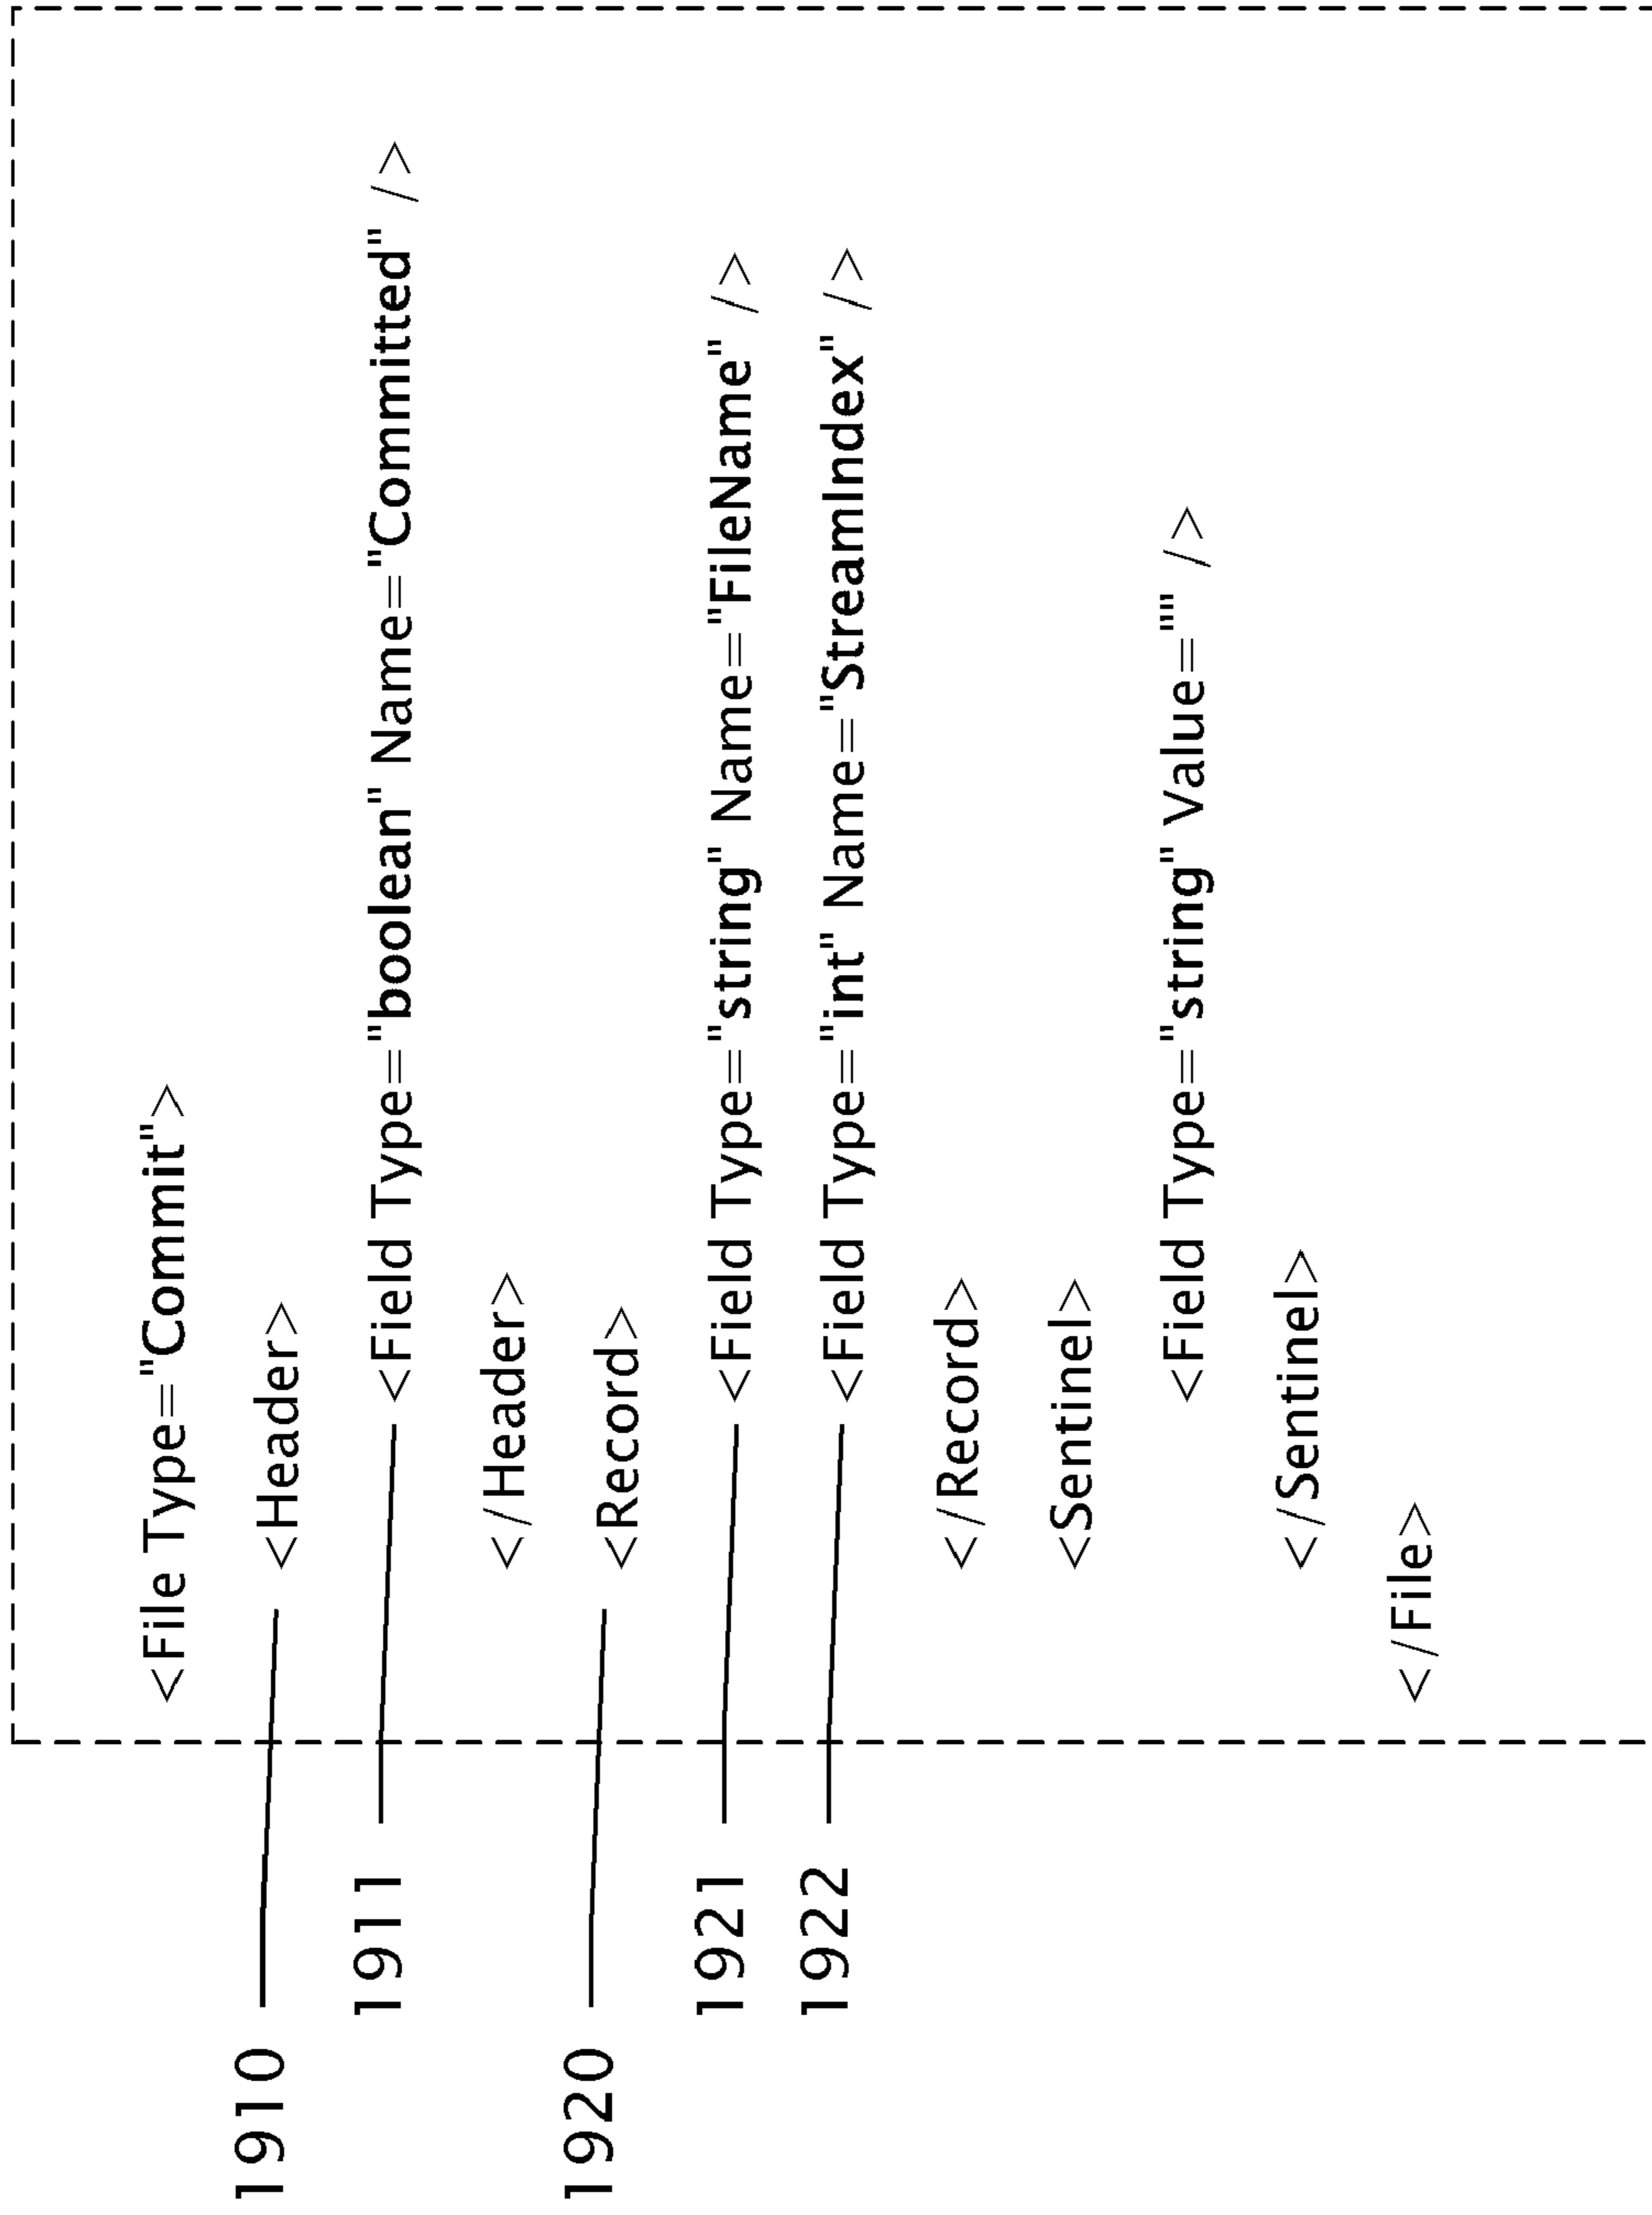 <File Type="Commit">
1910 <Header>
1911 <Field Type="boolean" Name="Committed" />
</Header>
1920 <Record>
1921 <Field Type="string" Name="FileName" />
1922 <Field Type="int" Name="StreamIndex" />
</Record>
<Sentinel>
<Field Type="string" Value="" />
</Sentinel>
</File>